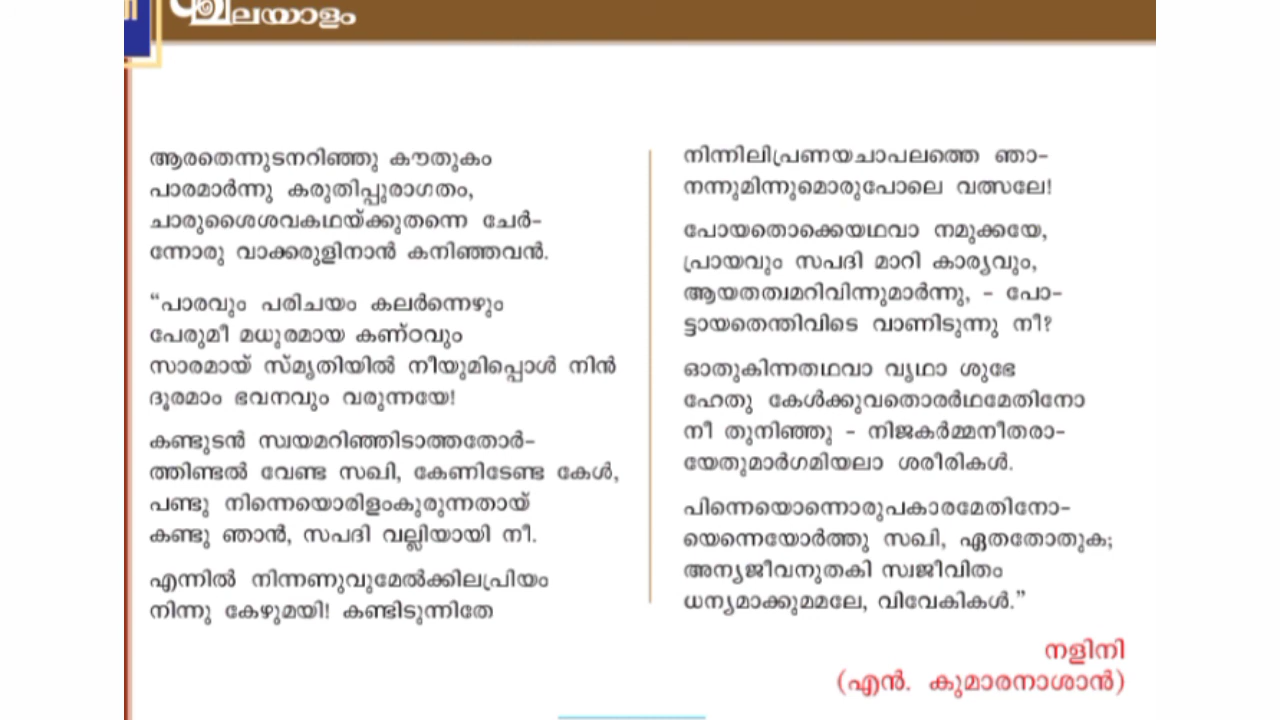 മലയാളം
ആരതെന്നുടനറിഞ്ഞു കൗതുകം
പാരമാർന്നു കരുതിപ്പുരാഗതം,
ചാരുശൈശവകഥയ്ക്കുതന്നെ ചേർ-
ന്നോരു വാക്കരുളിനാൻ കനിഞ്ഞവൻ.
“പാരവും പരിചയം കലർന്നെഴും
പേരുമീ മധുരമായ കണ്ഠവും
സാരമായ് സ്മൃതിയിൽ നീയുമിപ്പൊൾ നിൻ
ദൂരമാം ഭവനവും വരുന്നയേ!
കണ്ടുടൻ സ്വയമറിഞ്ഞിടാത്തതോർ-
ത്തിണ്ടൽ വേണ്ട സഖി, കേണിടേണ്ട കേൾ,
പണ്ടു നിന്നെയൊരിളംകുരുന്നതായ്
കണ്ടു ഞാൻ, സപദി വല്ലിയായി നീ.
എന്നിൽ നിന്നണുവുമേൽക്കിലപ്രിയം
നിന്നു കേഴുമയി! കണ്ടിടുന്നിതേ
നിന്നിലിപ്രണയചാപലത്തെ ഞാ-
നന്നുമിന്നുമൊരുപോലെ വത്സലേ!
പോയതൊക്കെയഥവാ നമുക്കയേ,
പ്രായവും സപദി മാറി കാര്യവും,
ആയതത്വമറിവിന്നുമാർന്നു, - പോ-
ട്ടായതെന്തിവിടെ വാണിടുന്നു നീ?
ഓതുകിന്നതഥവാ വൃഥാ ശുഭേ
ഹേതു കേൾക്കുവതൊരർഥമേതിനോ
നീ തുനിഞ്ഞു - നിജകർമ്മനീതരാ-
യേതുമാർഗമിയലാ ശരീരികൾ.
പിന്നെയൊന്നൊരുപകാരമേതിനോ-
യെന്നെയോർത്തു സഖി, ഏതതോതുക;
അന്യജീവനുതകി സ്വജീവിതം
ധന്യമാക്കുമമലേ, വിവേകികൾ.”
നളിനി
(എൻ. കുമാരനാശാൻ)